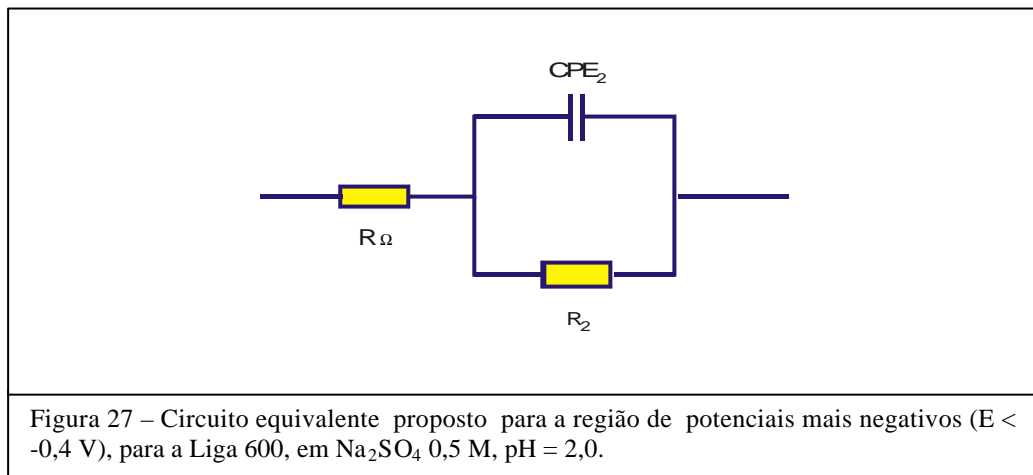 CPE₂
R Ω
R₂
Figura 27 – Circuito equivalente proposto para a região de potenciais mais negativos (E <
-0,4 V), para a Liga 600, em Na₂SO₄ 0,5 M, pH = 2,0.